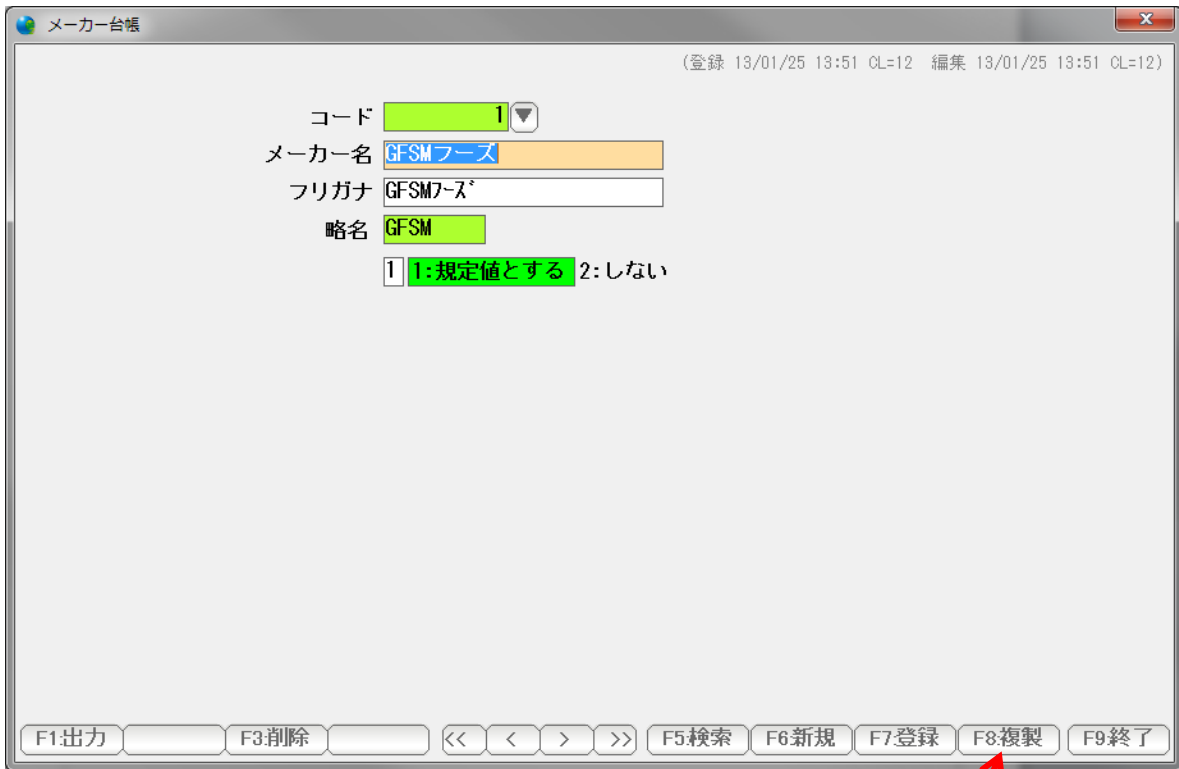 メーカー台帳
x
(登録 13/01/25 13:51 CL=12 編集 13/01/25 13:51 CL=12)
コード 1 ▼
メーカー名 GFSMフーズ
フリガナ GFSMﾌｰｽﾞ
略名 GFSM
1 1:規定値とする 2:しない
F1:出力 F3:削除 << < > >> F5:検索 F6:新規 F7:登録 F8:複製 F9:終了